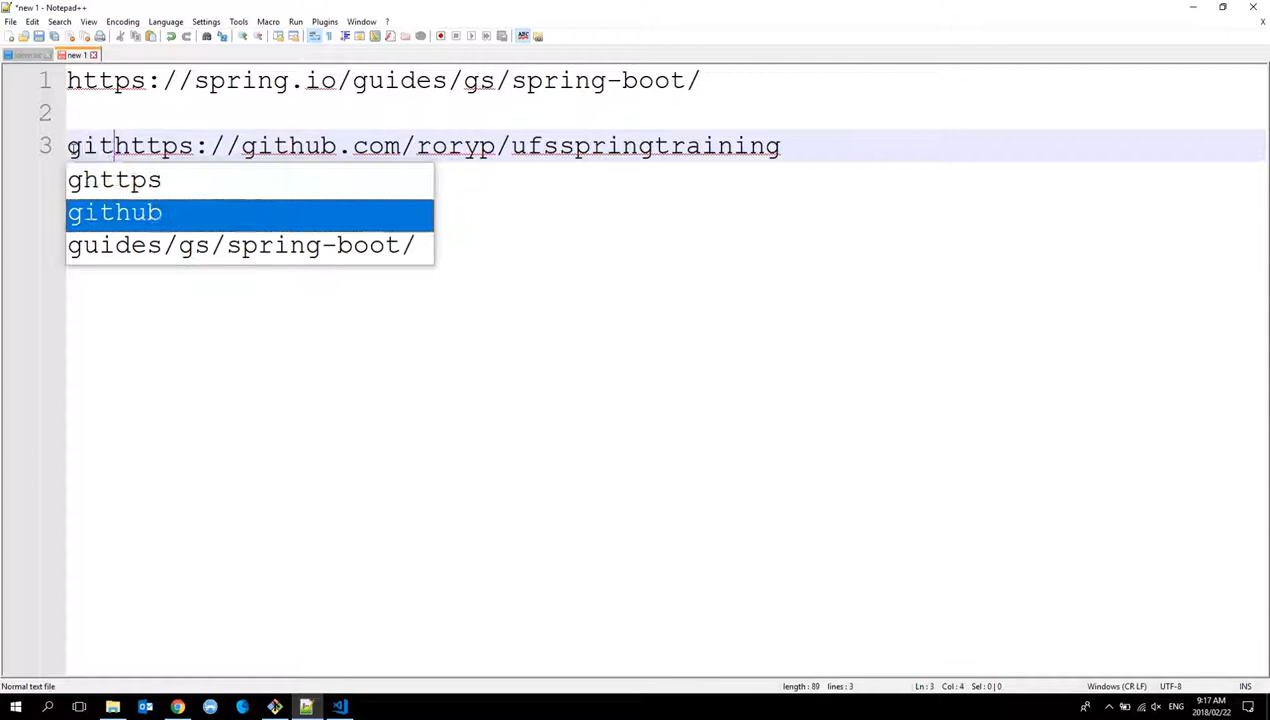 *new 1 - Notepad++
File Edit Search View Encoding Language Settings Tools Macro Run Plugins Window ?
new 1
1 https://spring.io/guides/gs/spring-boot/
2
3 githttps://github.com/roryp/ufsspringtraining
ghttps
github
guides/gs/spring-boot/
Normal text file length : 89 lines : 3 Ln : 3 Col : 4 Sel : 0 | 0 Windows (CR LF) UTF-8 INS
ENG 9:17 AM
2018/02/22